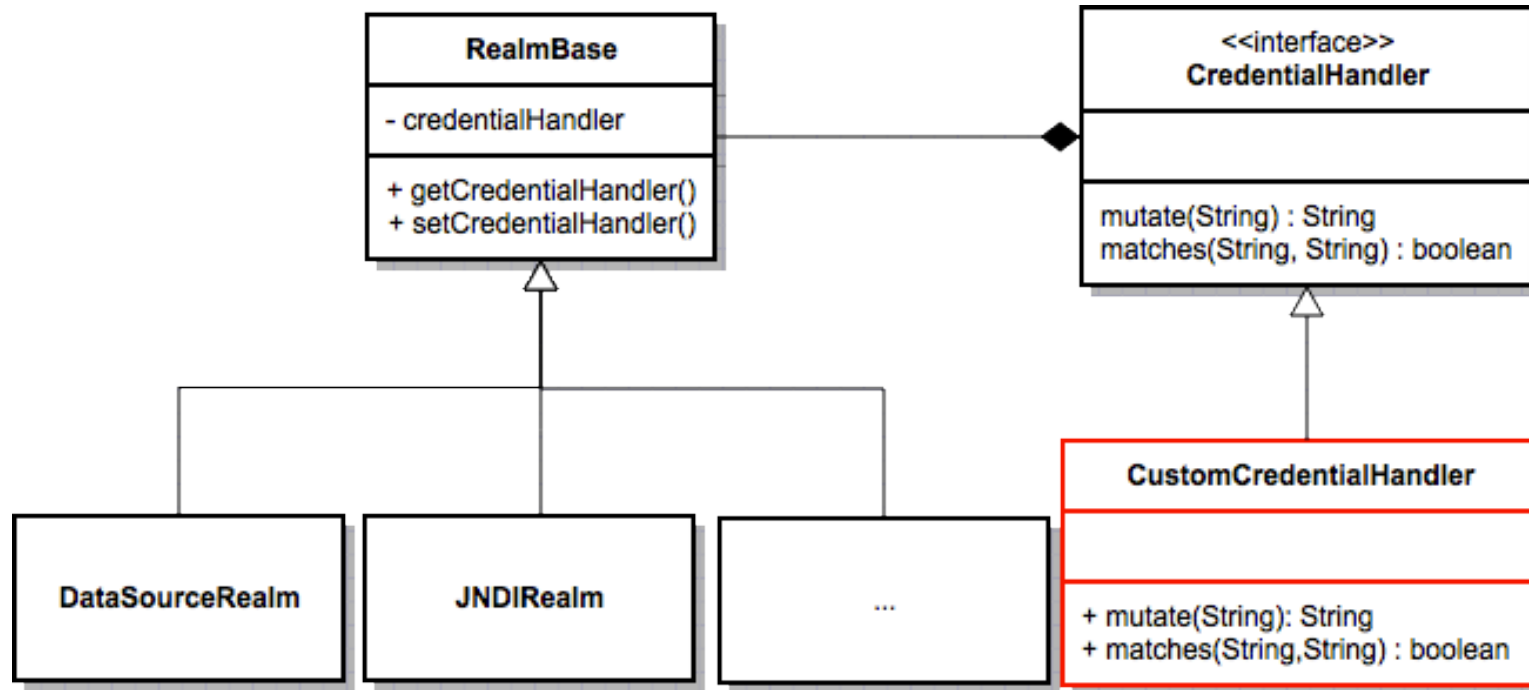 RealmBase
- credentialHandler
+ getCredentialHandler()
+ setCredentialHandler()
<<interface>>
CredentialHandler
mutate(String) : String
matches(String, String) : boolean
DataSourceRealm
JNDIRealm
...
CustomCredentialHandler
+ mutate(String): String
+ matches(String,String) : boolean